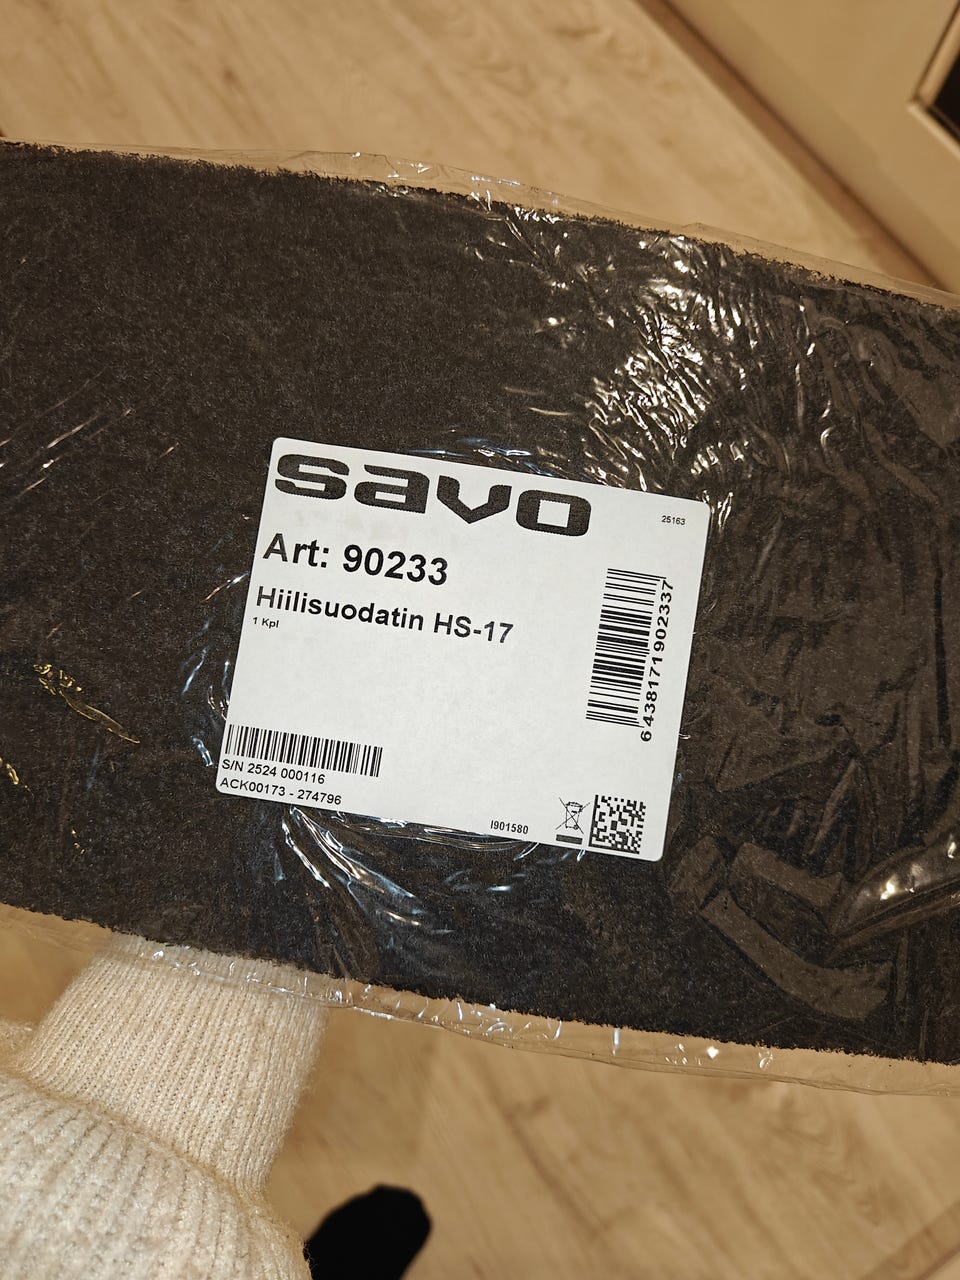 savo
25163
Art: 90233
Hiilisuodatin HS-17
1 Kpl
6438171902337
S/N 2524 000116
ACK00173 - 274796
I901580